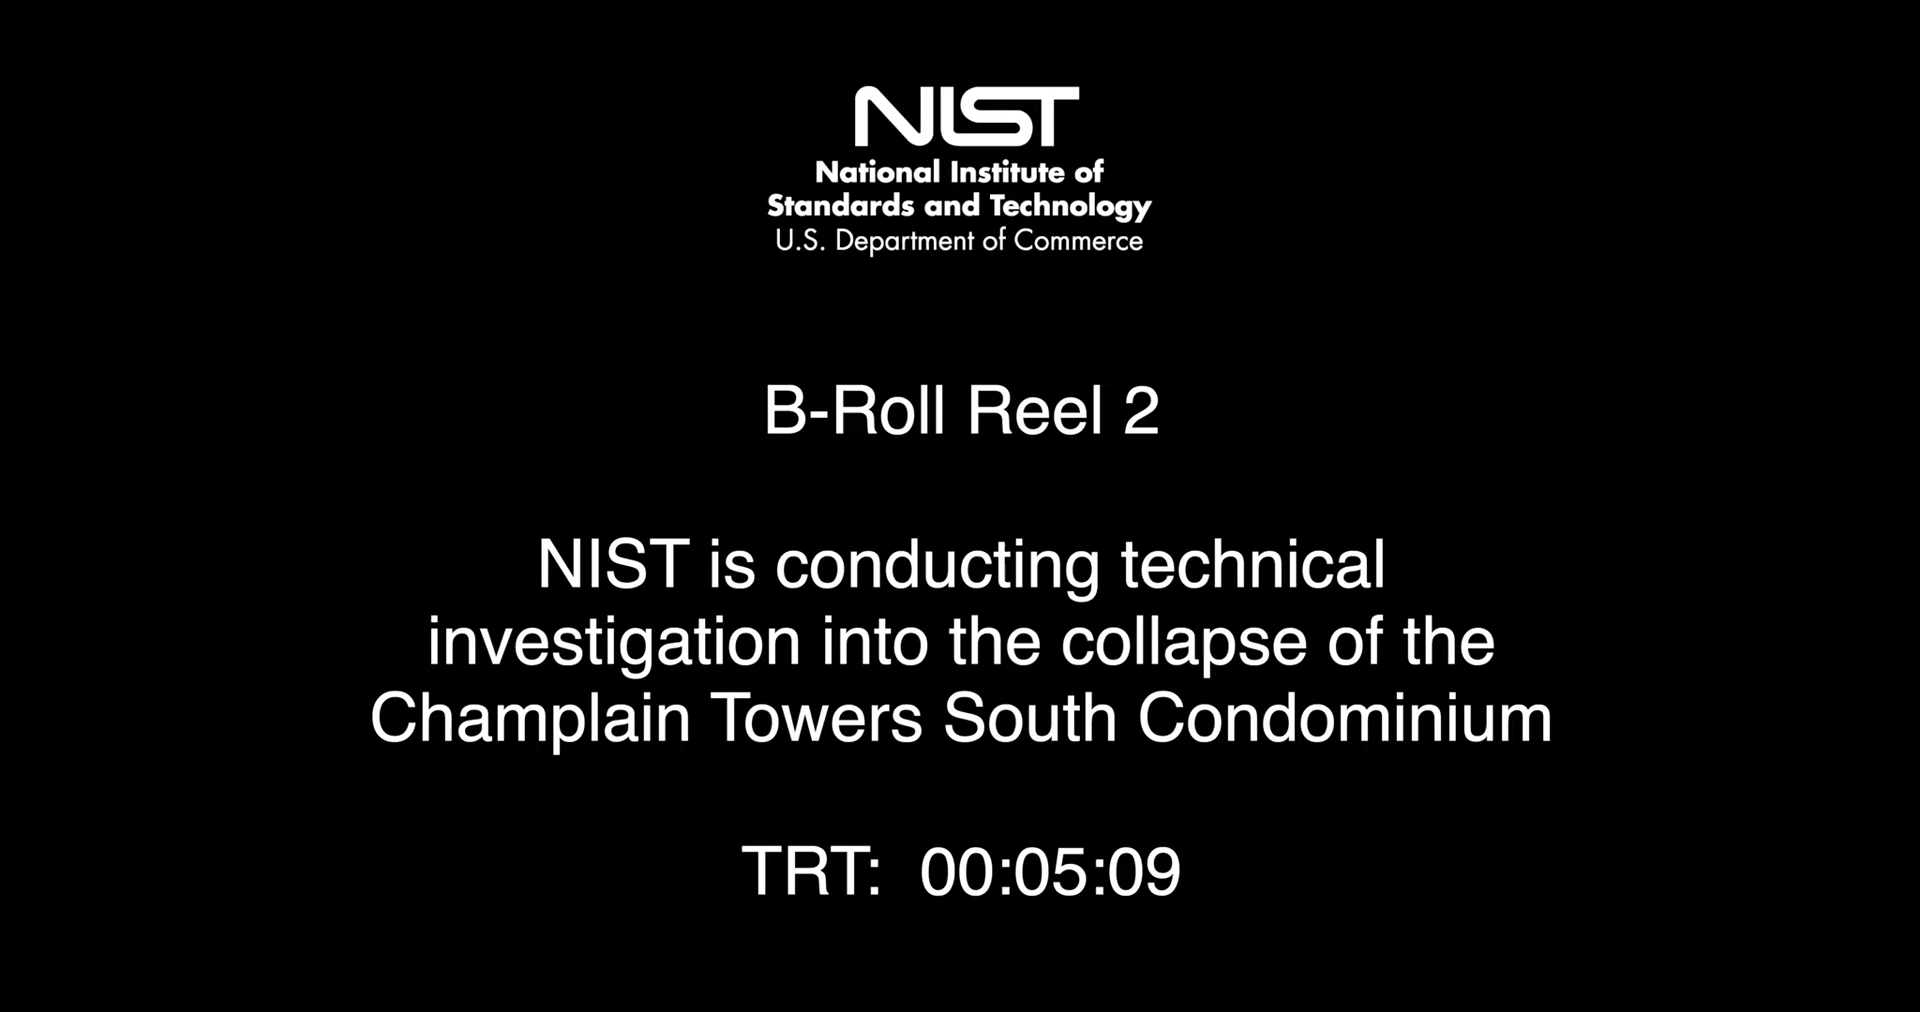 NIST
National Institute of
Standards and Technology
U.S. Department of Commerce
B-Roll Reel 2
NIST is conducting technical
investigation into the collapse of the
Champlain Towers South Condominium
TRT: 00:05:09